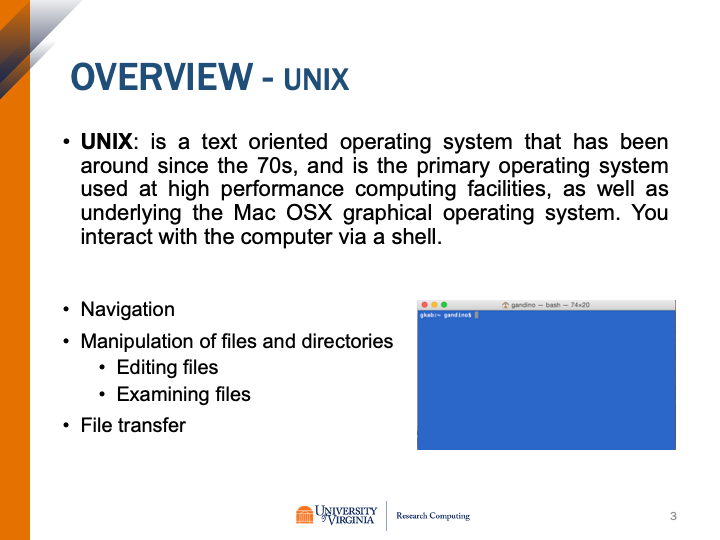 OVERVIEW - UNIX
• UNIX: is a text oriented operating system that has been
around since the 70s, and is the primary operating system
used at high performance computing facilities, as well as
underlying the Mac OSX graphical operating system. You
interact with the computer via a shell.
• Navigation
• Manipulation of files and directories
• Editing files
• Examining files
• File transfer
gandino — bash — 74×20
gkab:~ gandino$
UNIVERSITY
of VIRGINIA
Research Computing
3